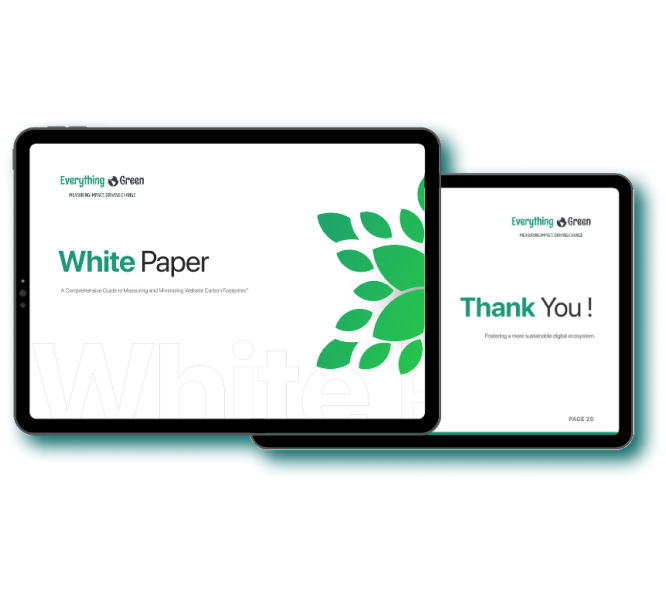 Everything Green
MEASURING IMPACT, DRIVING CHANGE
White Paper
A Comprehensive Guide to Measuring and Minimizing Website Carbon Footprints"
White P
Everything Green
MEASURING IMPACT, DRIVING CHANGE
Thank You !
Fostering a more sustainable digital ecosystem.
PAGE 26